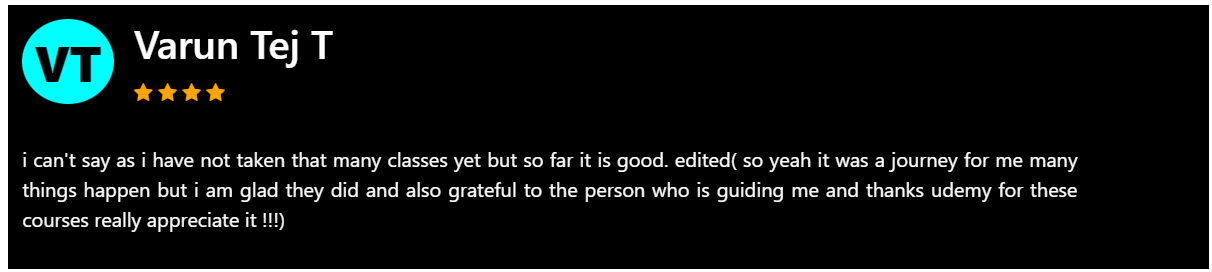 VT
Varun Tej T
i can't say as i have not taken that many classes yet but so far it is good. edited( so yeah it was a journey for me many
things happen but i am glad they did and also grateful to the person who is guiding me and thanks udemy for these
courses really appreciate it !!!)